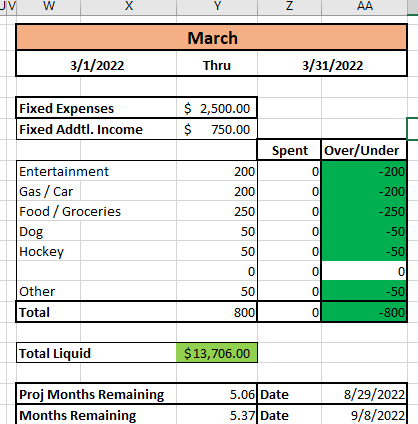 UV W X Y Z AA
March
3/1/2022 Thru 3/31/2022
Fixed Expenses $ 2,500.00
Fixed Addtl. Income $ 750.00
Spent Over/Under
Entertainment 200 0 -200
Gas / Car 200 0 -200
Food / Groceries 250 0 -250
Dog 50 0 -50
Hockey 50 0 -50
0 0 0
Other 50 0 -50
Total 800 0 -800
Total Liquid $13,706.00
Proj Months Remaining 5.06 Date 8/29/2022
Months Remaining 5.37 Date 9/8/2022